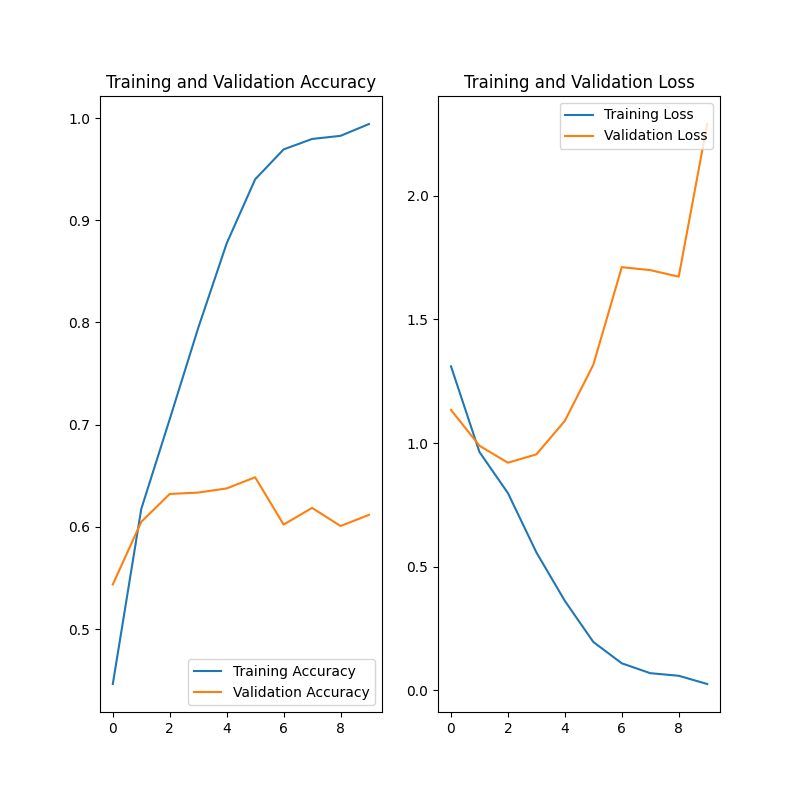 Training and Validation Accuracy
1.0
0.9
0.8
0.7
0.6
0.5
0 2 4 6 8
Training Accuracy
Validation Accuracy
Training and Validation Loss
2.0
1.5
1.0
0.5
0.0
0 2 4 6 8
Training Loss
Validation Loss